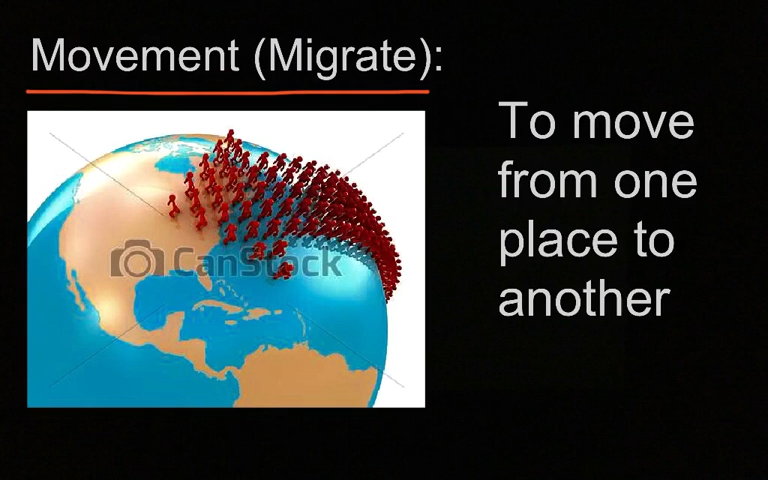 Movement (Migrate):
To move
from one
place to
another
CanStock